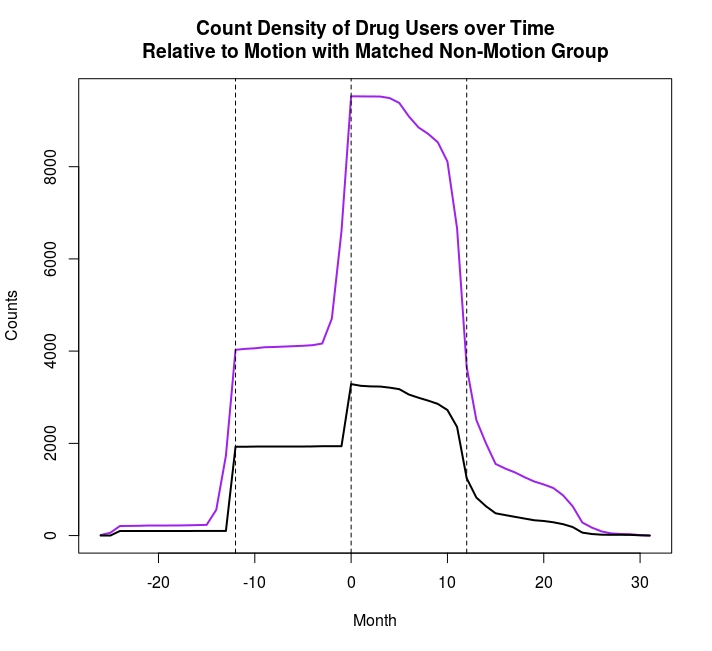 Count Density of Drug Users over Time
Relative to Motion with Matched Non-Motion Group
8000
6000
4000
2000
0
Counts
-20 -10 0 10 20 30
Month